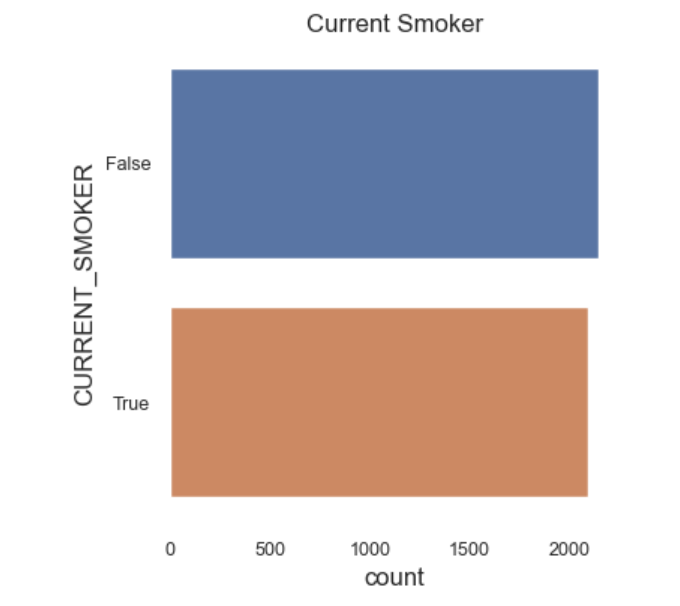 Current Smoker
False
CURRENT_SMOKER
True
0 500 1000 1500 2000
count